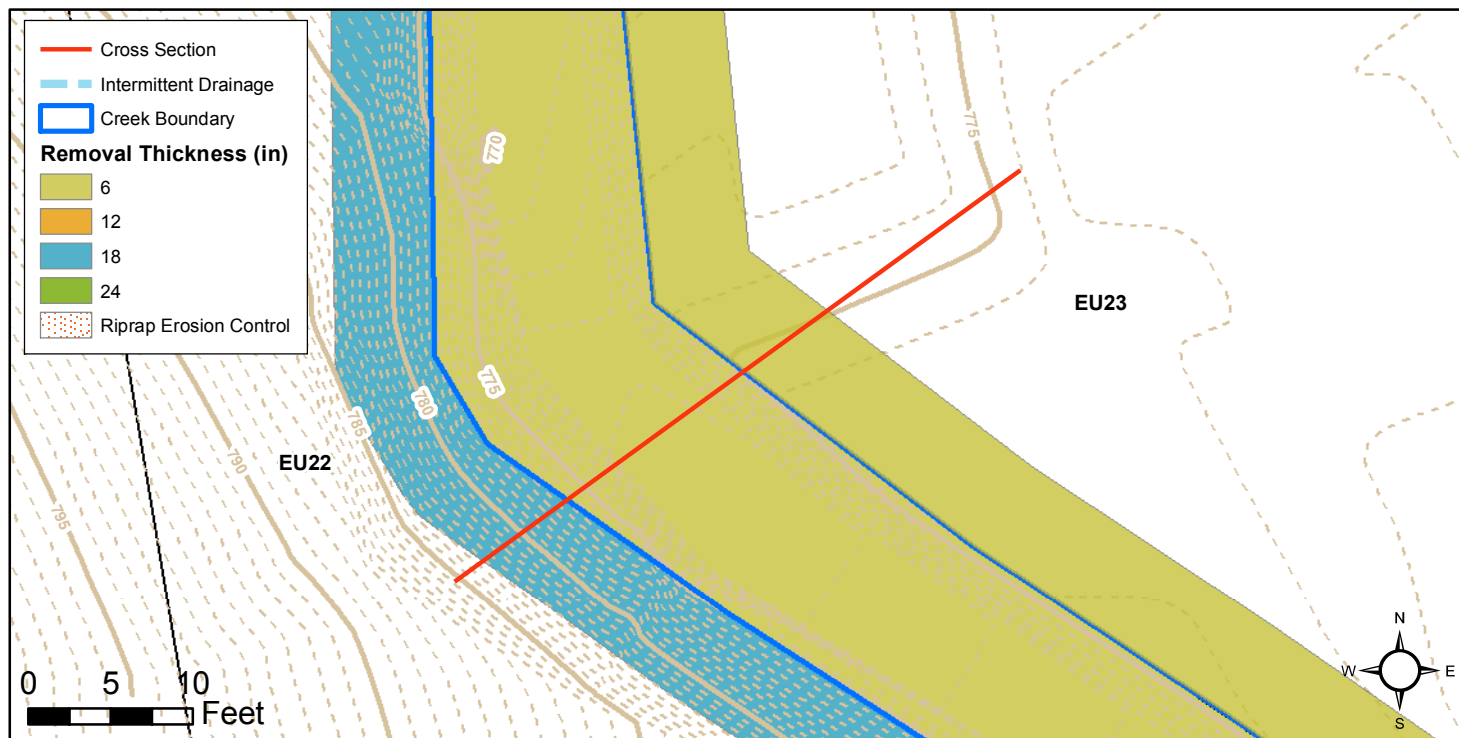 Cross Section
Intermittent Drainage
Creek Boundary
Removal Thickness (in)
6
12
18
24
Riprap Erosion Control
770
775
775
780
785
790
795
EU22
EU23
0 5 10
Feet
N
W E
S